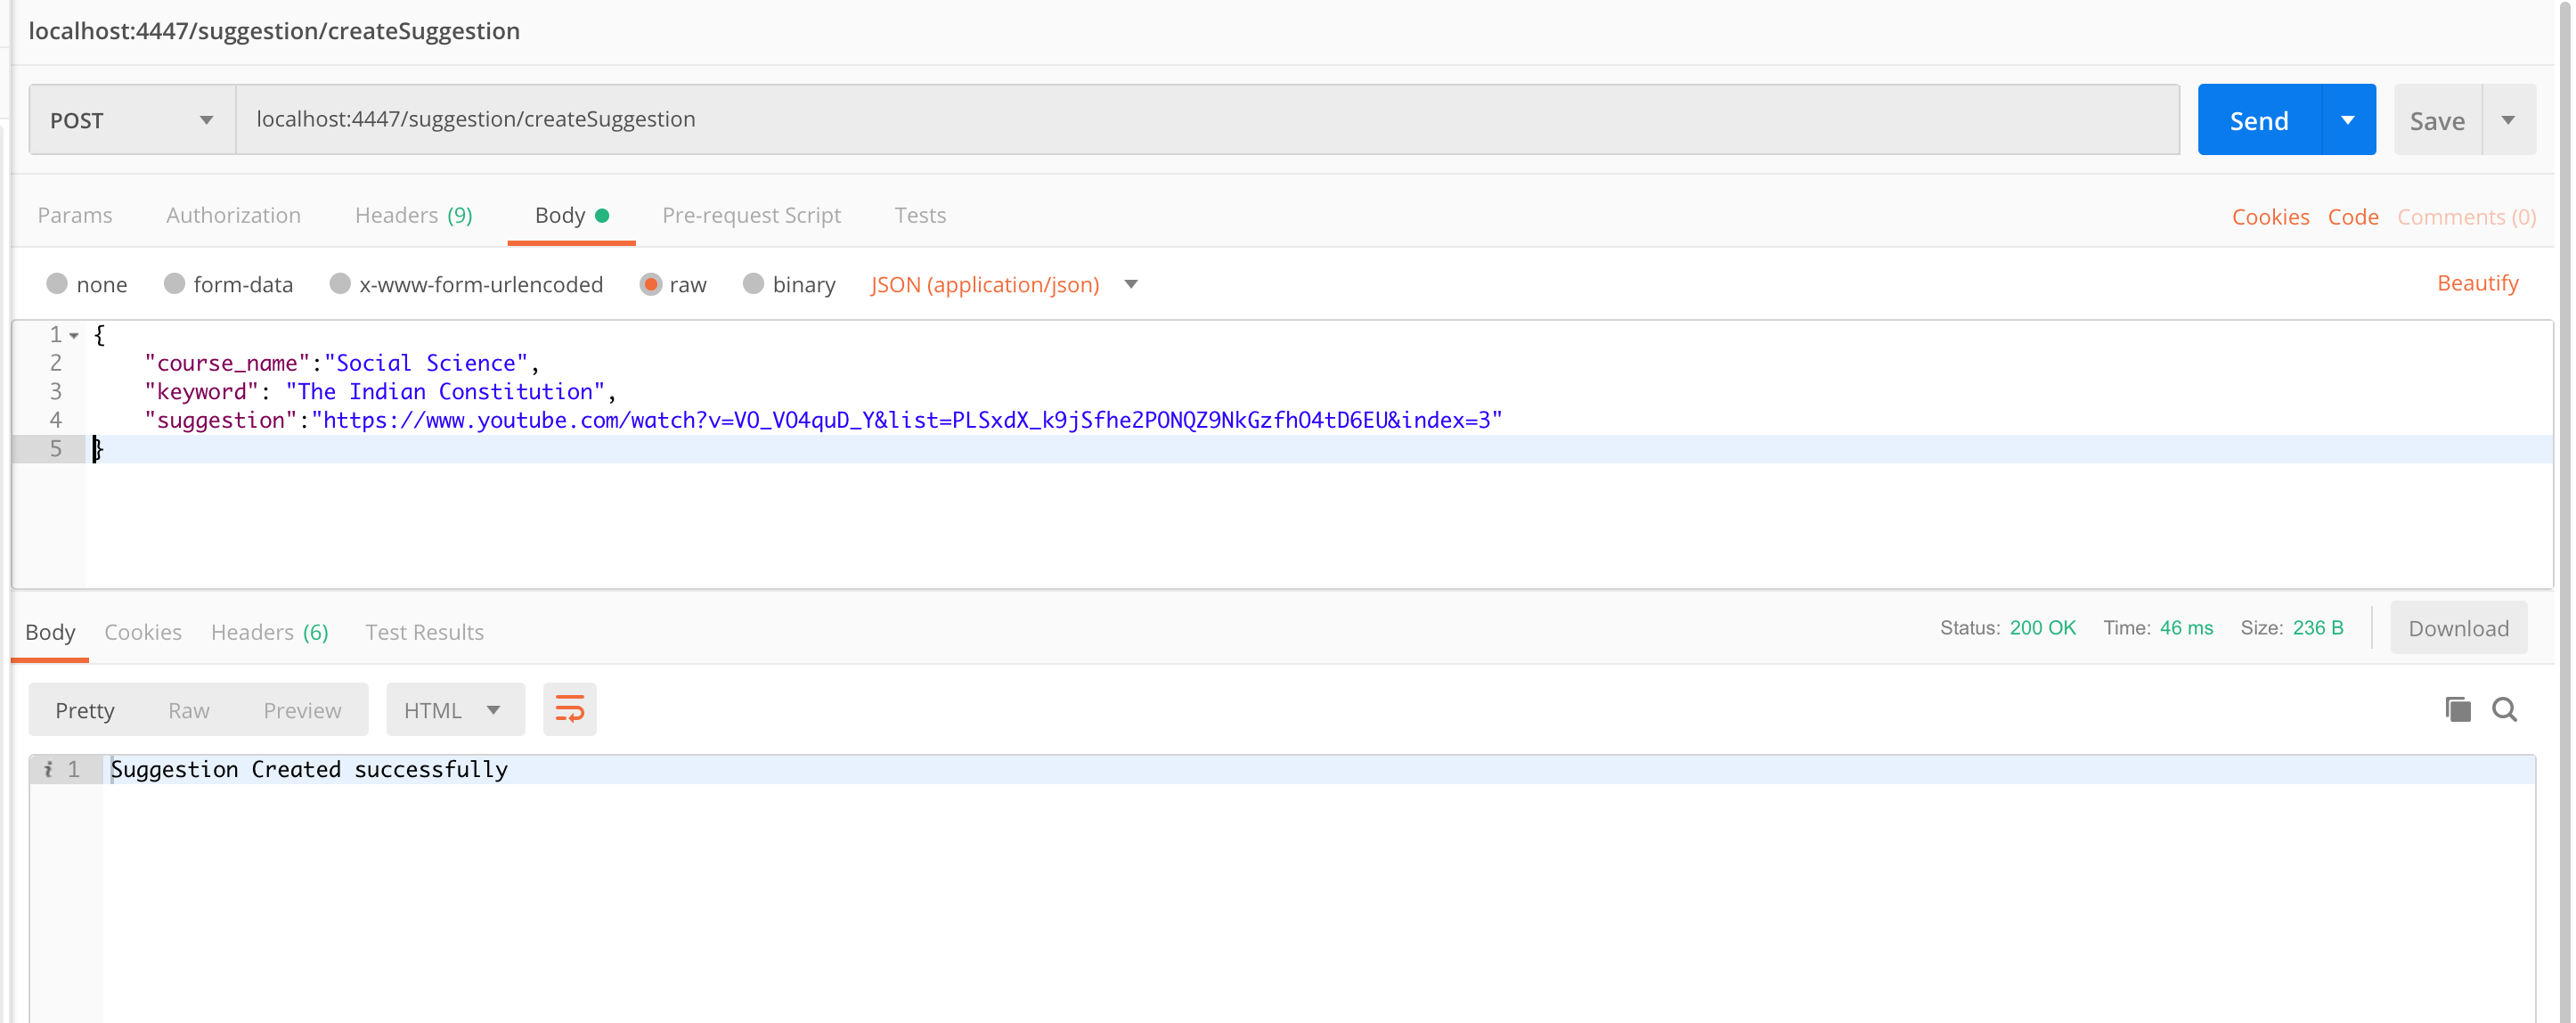 localhost:4447/suggestion/createSuggestion
POST localhost:4447/suggestion/createSuggestion Send Save
Params Authorization Headers (9) Body Pre-request Script Tests Cookies Code Comments (0)
none form-data x-www-form-urlencoded raw binary JSON (application/json) Beautify
1 {
2 "course_name":"Social Science",
3 "keyword": "The Indian Constitution",
4 "suggestion":"https://www.youtube.com/watch?v=VO_VO4quD_Y&list=PLSxdX_k9jSfhe2PONQZ9NkGzfhO4tD6EU&index=3"
5 }
Body Cookies Headers (6) Test Results Status: 200 OK Time: 46 ms Size: 236 B Download
Pretty Raw Preview HTML
i 1 Suggestion Created successfully